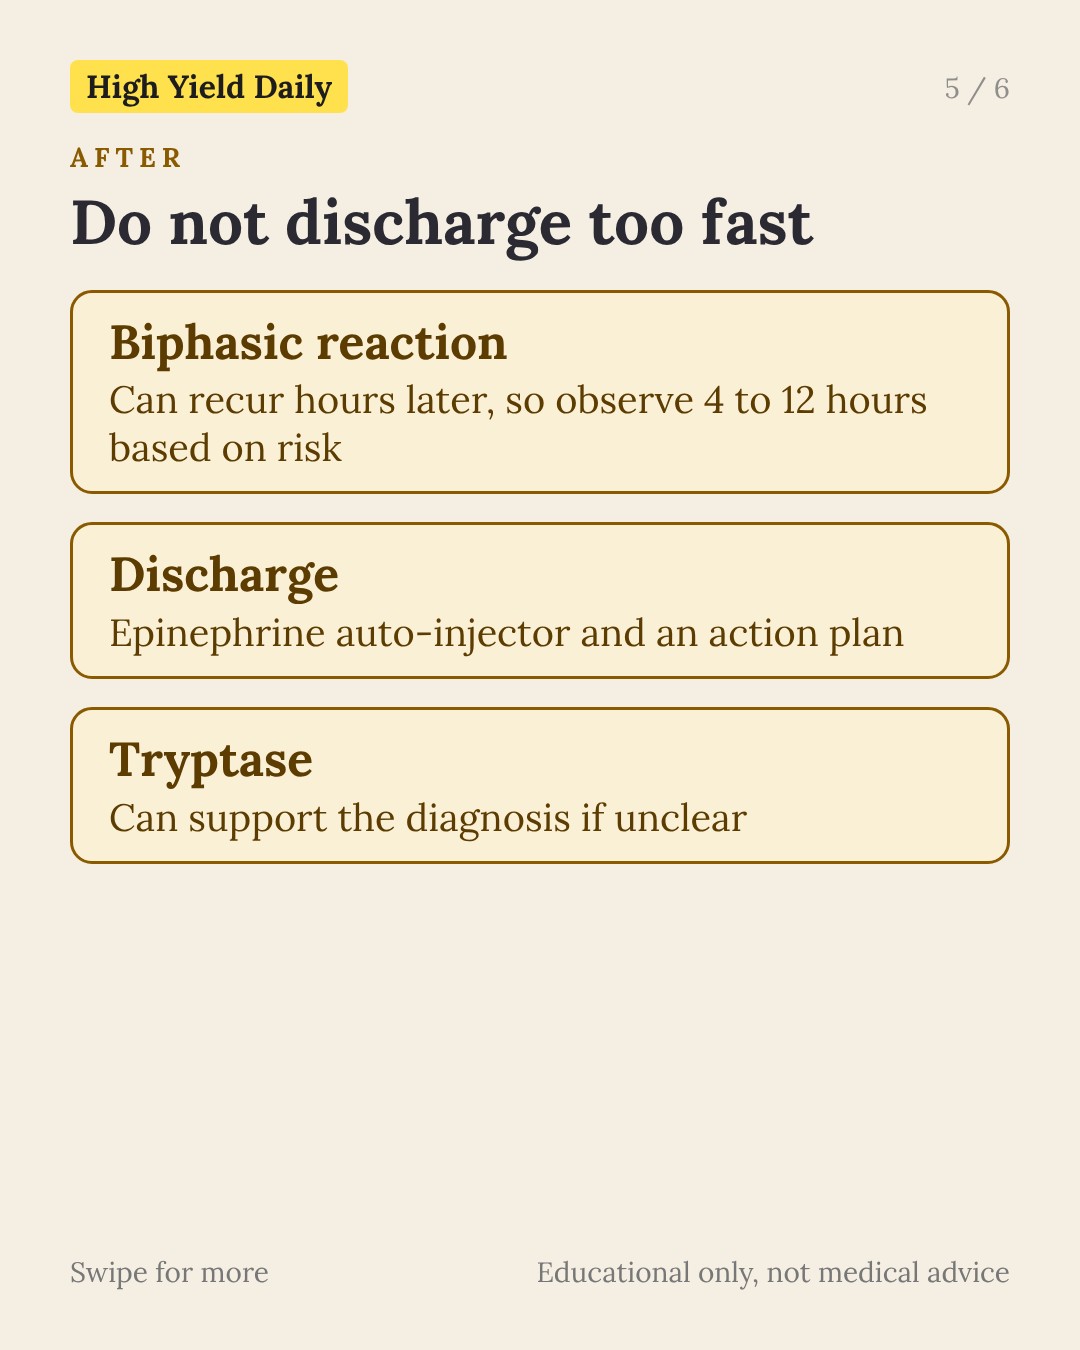 High Yield Daily
5 / 6
AFTER
Do not discharge too fast
Biphasic reaction
Can recur hours later, so observe 4 to 12 hours
based on risk
Discharge
Epinephrine auto-injector and an action plan
Tryptase
Can support the diagnosis if unclear
Swipe for more
Educational only, not medical advice